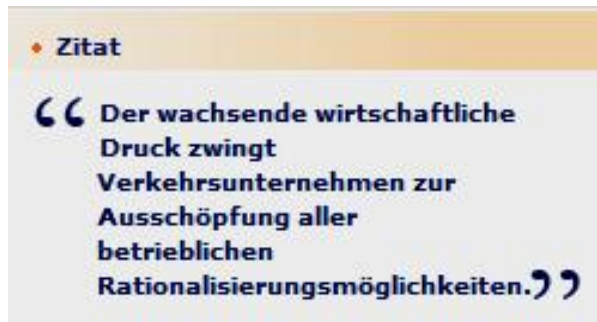 • Zitat
“ Der wachsende wirtschaftliche
Druck zwingt
Verkehrsunternehmen zur
Ausschöpfung aller
betrieblichen
Rationalisierungsmöglichkeiten.”